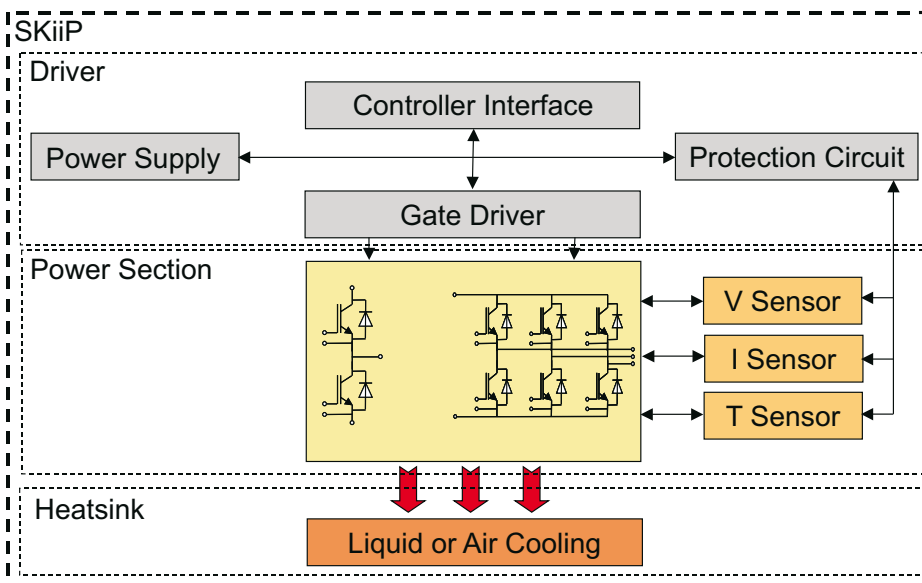 SKiiP
Driver
Controller Interface
Power Supply
Protection Circuit
Gate Driver
Power Section
V Sensor
I Sensor
T Sensor
Heatsink
Liquid or Air Cooling